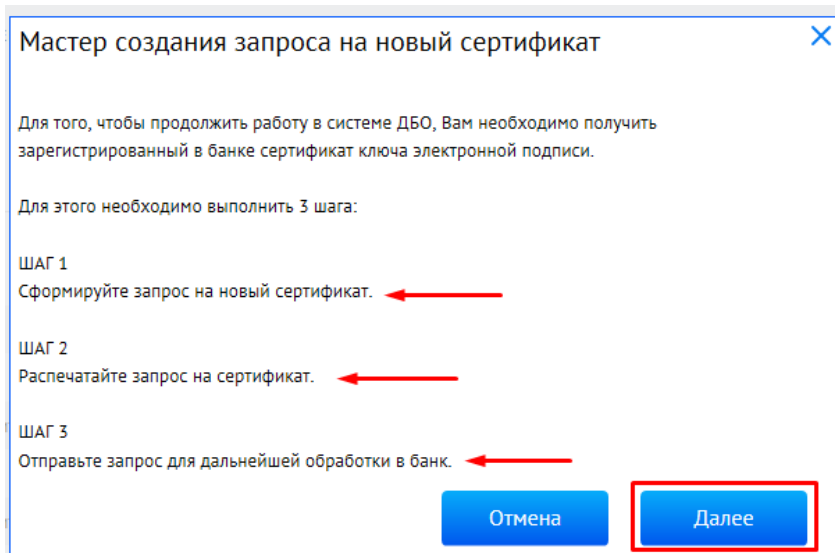 Мастер создания запроса на новый сертификат
Для того, чтобы продолжить работу в системе ДБО, Вам необходимо получить
зарегистрированный в банке сертификат ключа электронной подписи.
Для этого необходимо выполнить 3 шага:
ШАГ 1
Сформируйте запрос на новый сертификат.
ШАГ 2
Распечатайте запрос на сертификат.
ШАГ 3
Отправьте запрос для дальнейшей обработки в банк.
Отмена
Далее